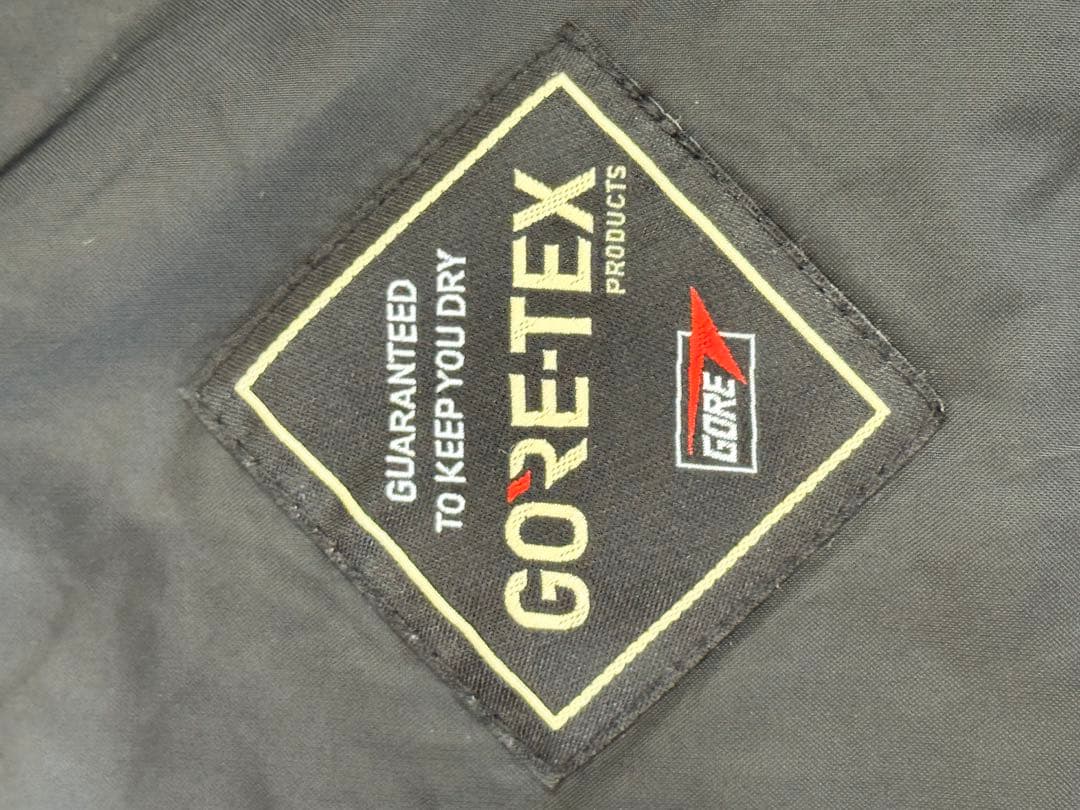 GUARANTEED
TO KEEP YOU DRY
GORE-TEX
PRODUCTS
GORE